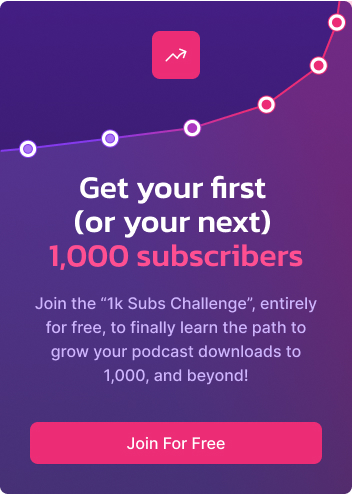 Get your first
(or your next)
1,000 subscribers
Join the “1k Subs Challenge”, entirely
for free, to finally learn the path to
grow your podcast downloads to
1,000, and beyond!
Join For Free